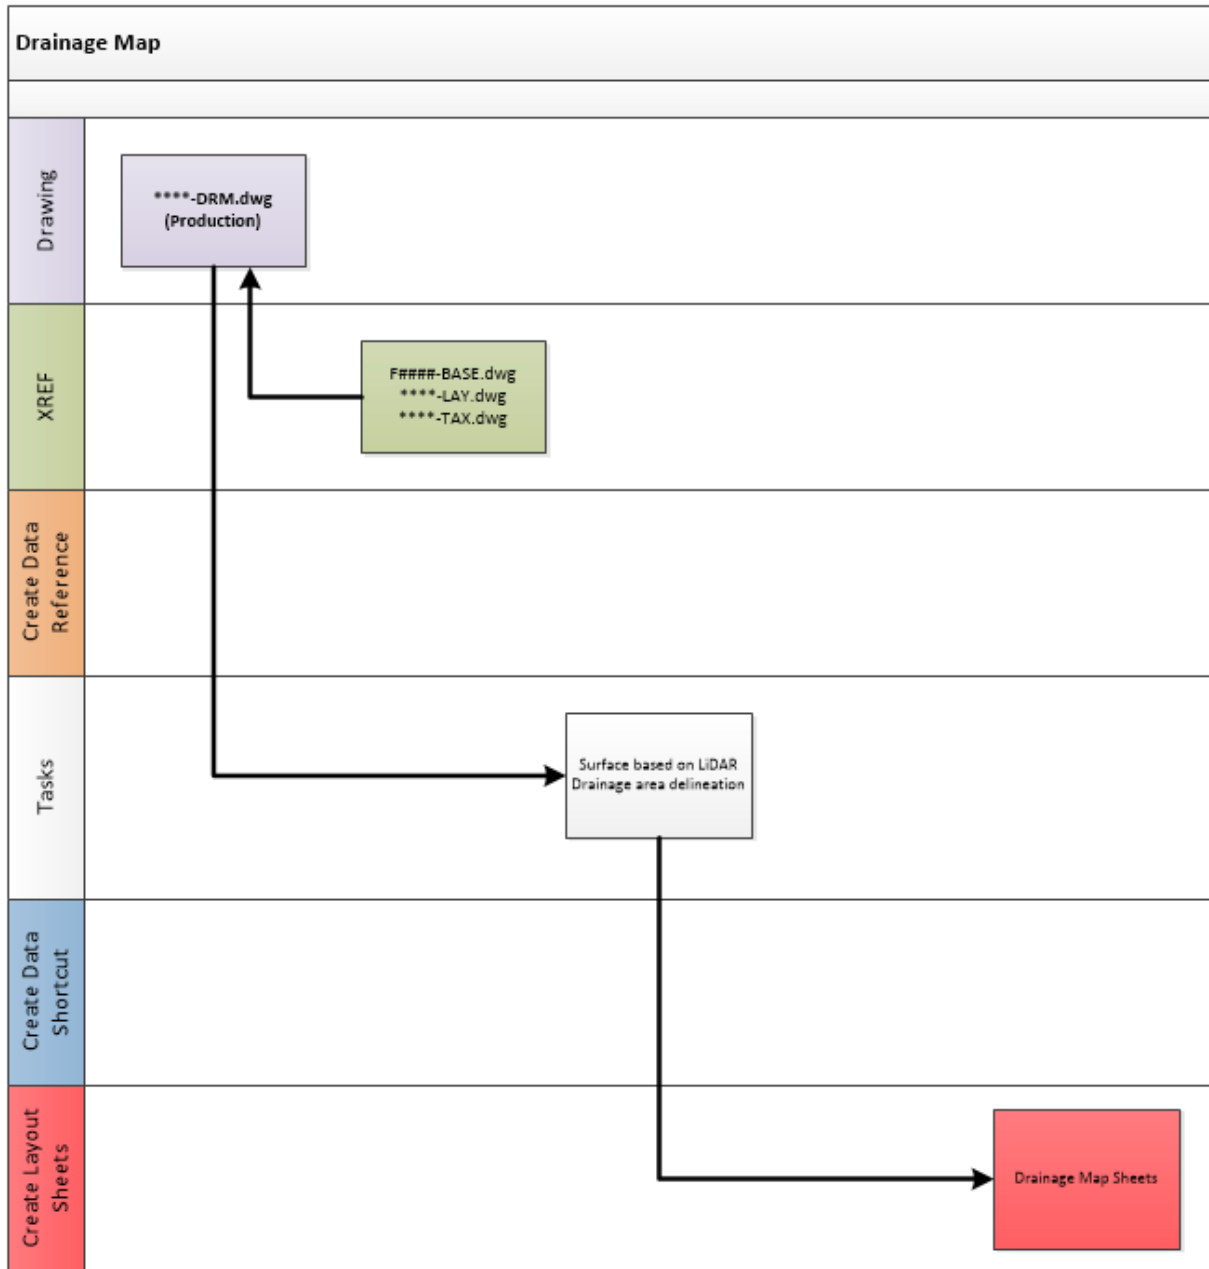 Drainage Map
Drawing
****-DRM.dwg
(Production)
XREF
F####-BASE.dwg
****-LAY.dwg
****-TAX.dwg
Create Data
Reference
Tasks
Surface based on LiDAR
Drainage area delineation
Create Data
Shortcut
Create Layout
Sheets
Drainage Map Sheets